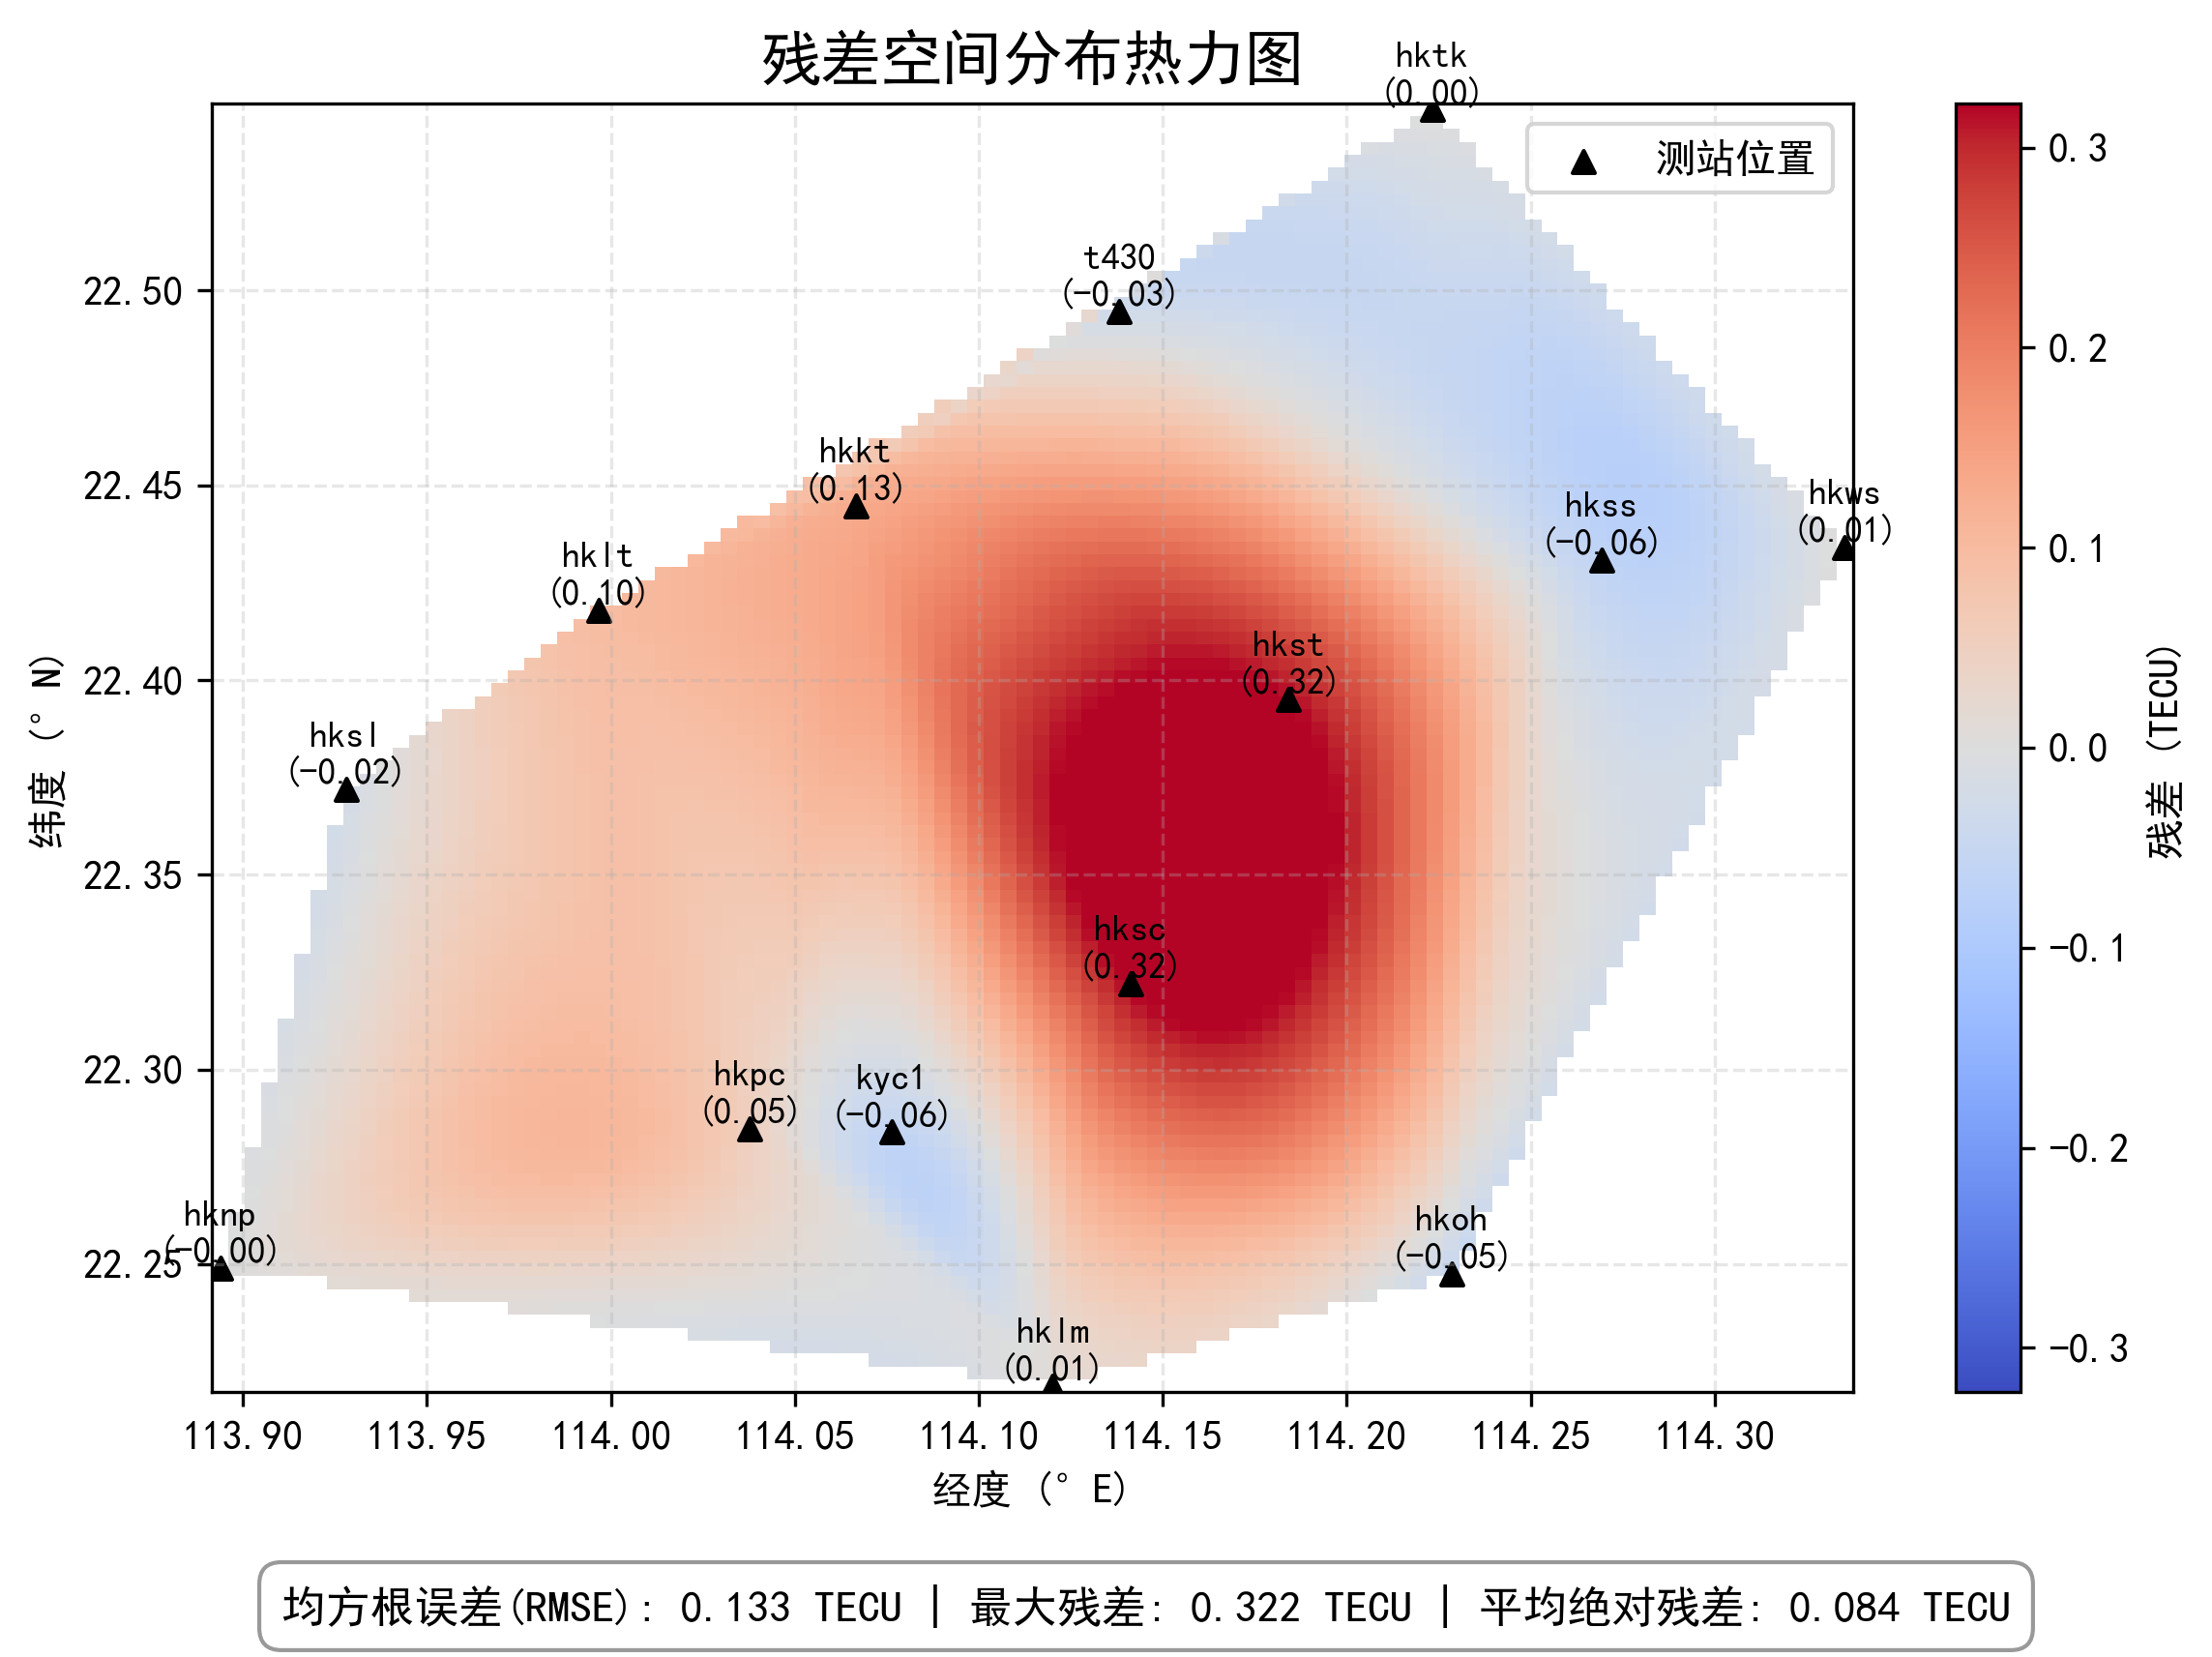 残差空间分布热力图
hktk
(0.00)
测站位置
t430
(-0.03)
hkkt
(0.13)
hkws
(0.01)
hkss
(-0.06)
hklt
(0.10)
hkst
(0.32)
hksl
(-0.02)
hksc
(0.32)
hkpc
(0.05)
kyc1
(-0.06)
hknp
(-0.00)
hkoh
(-0.05)
hklm
(0.01)
22.50
22.45
22.40
22.35
22.30
22.25
纬度 (°N)
113.90 113.95 114.00 114.05 114.10 114.15 114.20 114.25 114.30
经度 (°E)
0.3
0.2
0.1
0.0
-0.1
-0.2
-0.3
残差 (TECU)
均方根误差(RMSE): 0.133 TECU | 最大残差: 0.322 TECU | 平均绝对残差: 0.084 TECU